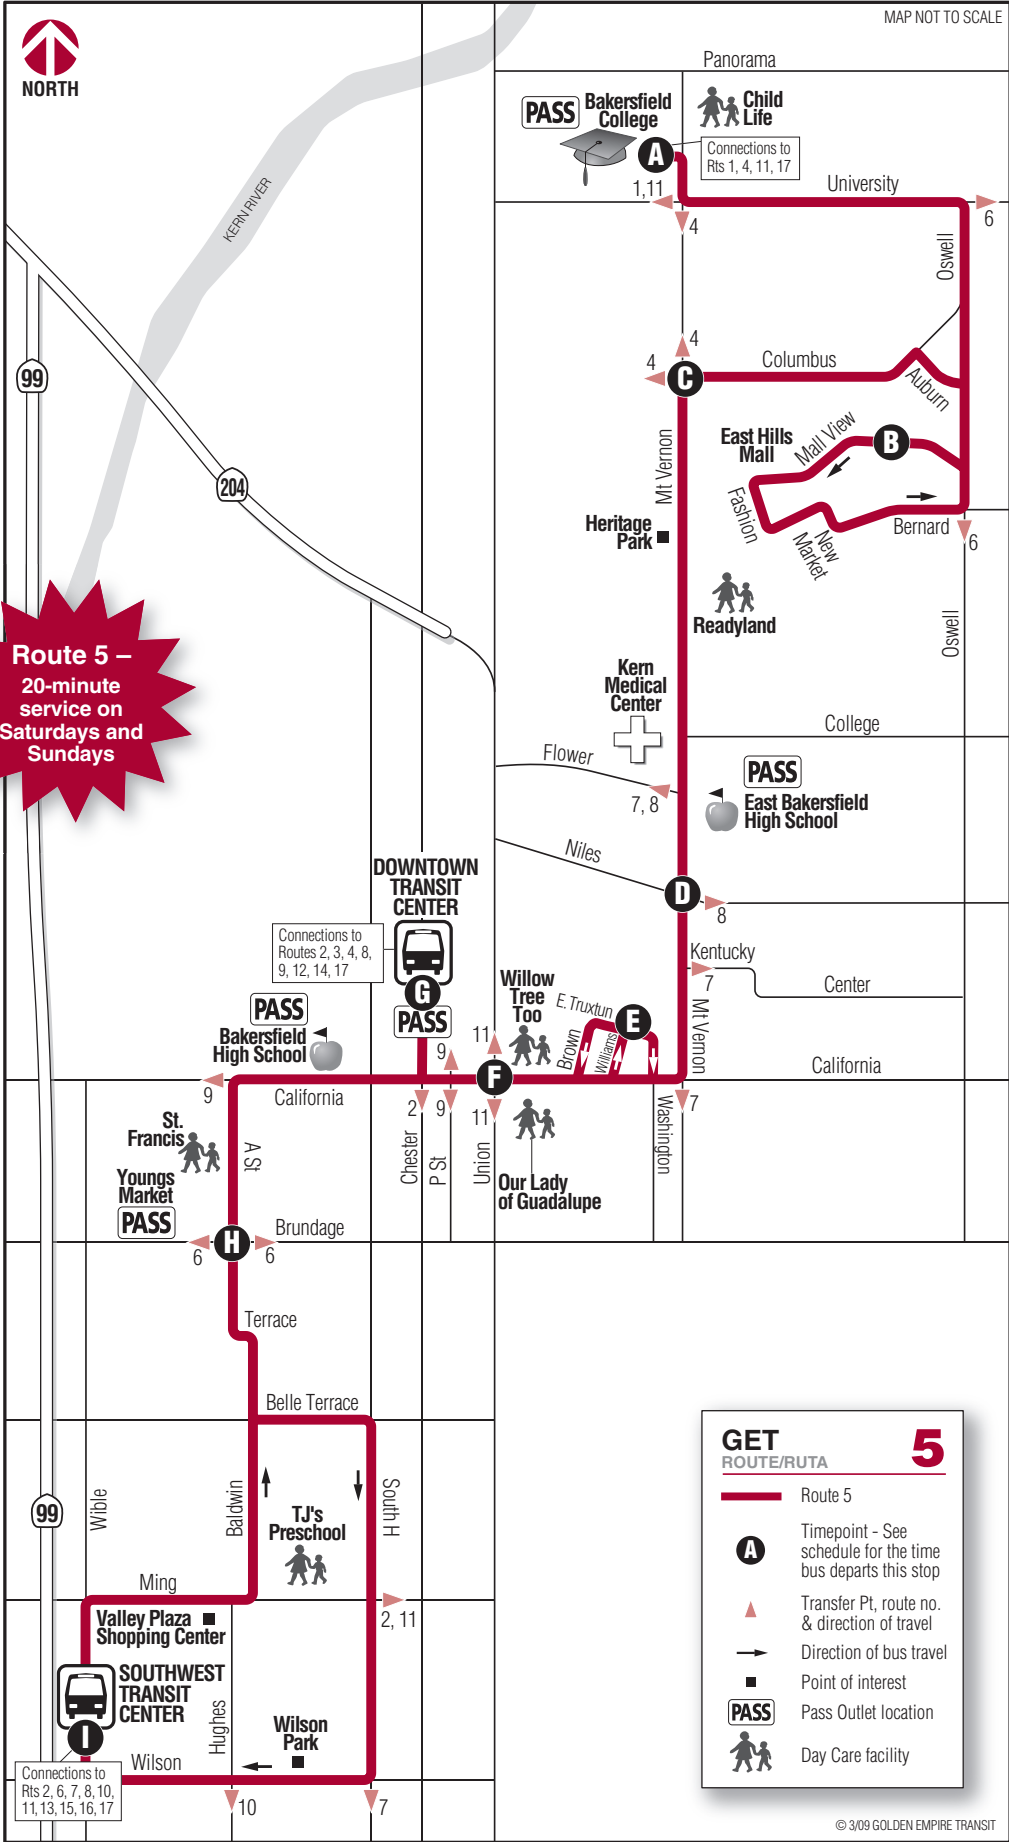 MAP NOT TO SCALE
NORTH
Panorama
PASS
Bakersfield
College
Child
Life
A
Connections to
Rts 1, 4, 11, 17
1,11
4
University
6
KERN RIVER
Oswell
99
4
4
C
Columbus
Auburn
204
East Hills
Mall
Mall View
B
Mt Vernon
Fashion
New
Market
Bernard
6
Heritage
Park
Readyland
Oswell
Route 5 –
20-minute
service on
Saturdays and
Sundays
Kern
Medical
Center
College
Flower
7, 8
PASS
East Bakersfield
High School
Niles
D
8
DOWNTOWN
TRANSIT
CENTER
Connections to
Routes 2, 3, 4, 8,
9, 12, 14, 17
G
PASS
Kentucky
7
Center
Willow
Tree
Too
E. Truxtun
E
Brown
Williams
Mt Vernon
PASS
Bakersfield
High School
11
9
F
California
9
California
2
9
11
7
Chester
P St
Union
Washington
Our Lady
of Guadalupe
St.
Francis
A St
Youngs
Market
PASS
H
Brundage
6
6
Terrace
Belle Terrace
99
Wible
Baldwin
South H
TJ's
Preschool
Ming
2, 11
Valley Plaza
Shopping Center
SOUTHWEST
TRANSIT
CENTER
I
Hughes
Wilson
Park
Wilson
Connections to
Rts 2, 6, 7, 8, 10,
11, 13, 15, 16, 17
10
7
GET
ROUTE/RUTA
5
Route 5
A
Timepoint - See
schedule for the time
bus departs this stop
Transfer Pt, route no.
& direction of travel
Direction of bus travel
Point of interest
PASS
Pass Outlet location
Day Care facility
© 3/09 GOLDEN EMPIRE TRANSIT